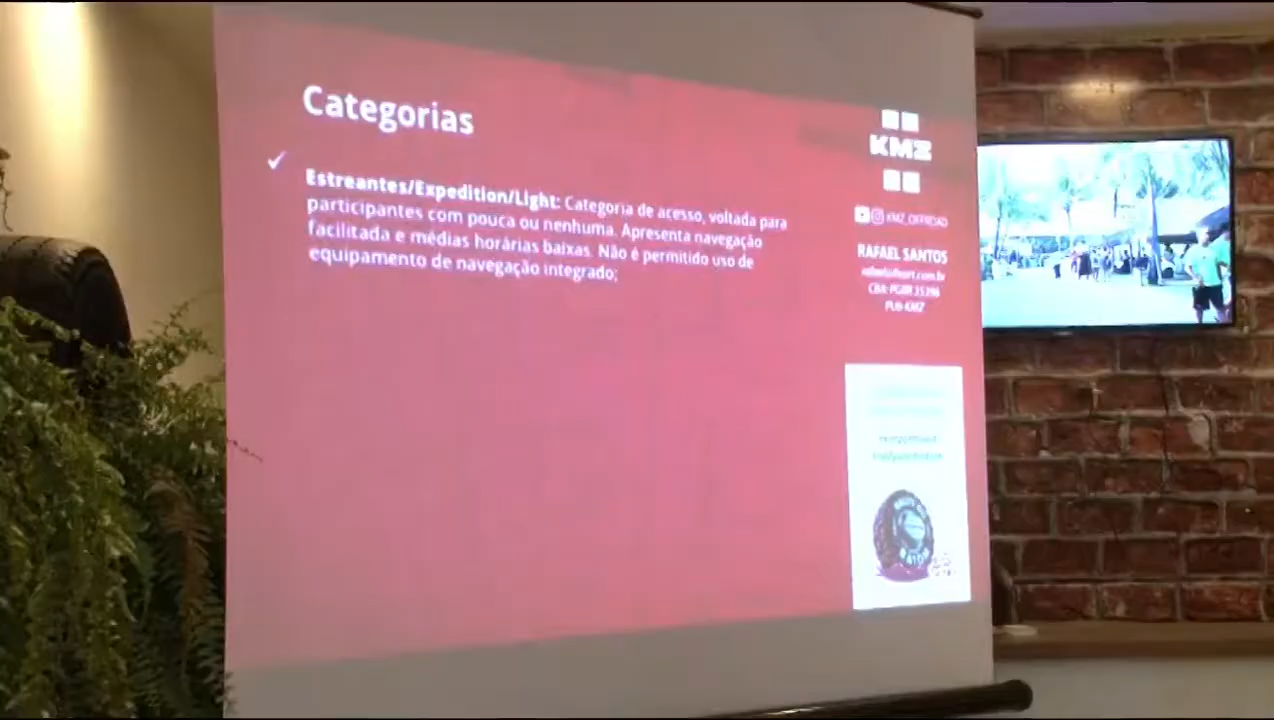 Categorias
Estreantes/Expedition/Light: Categoria de acesso, voltada para
participantes com pouca ou nenhuma. Apresenta navegação
facilitada e médias horárias baixas. Não é permitido uso de
equipamento de navegação integrado;
KMZ
KMZ_OFFROAD
RAFAEL SANTOS